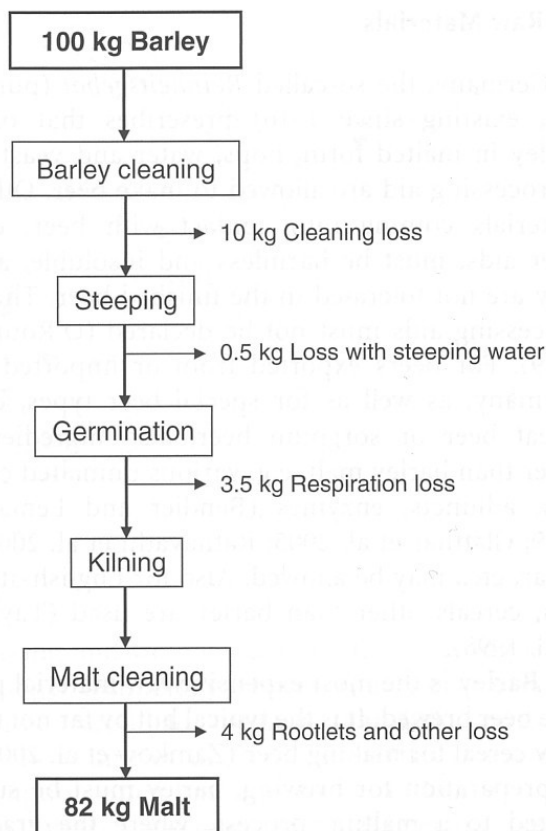 100 kg Barley
Barley cleaning
10 kg Cleaning loss
Steeping
0.5 kg Loss with steeping water
Germination
3.5 kg Respiration loss
Kilning
Malt cleaning
4 kg Rootlets and other loss
82 kg Malt